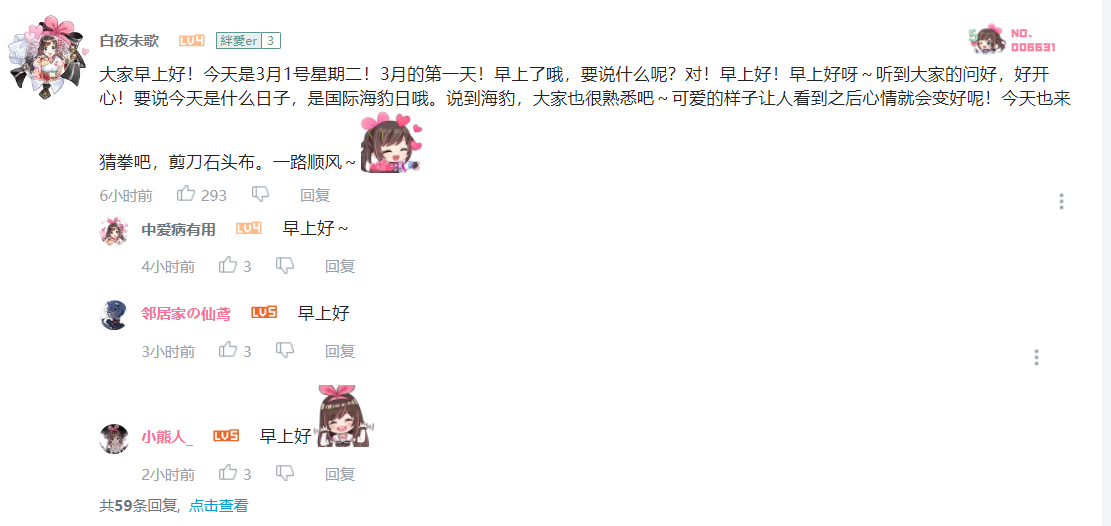 白夜未歌 LV4 絆愛er 3 NO.
006631
大家早上好！今天是3月1号星期二！3月的第一天！早上了哦，要说什么呢？对！早上好！早上好呀～听到大家的问好，好开
心！要说今天是什么日子，是国际海豹日哦。说到海豹，大家也很熟悉吧～可爱的样子让人看到之后心情就会变好呢！今天也来
猜拳吧，剪刀石头布。一路顺风～
6小时前 293 回复
中爱病有用 LV4 早上好～
4小时前 3 回复
邻居家の仙鸢 LV5 早上好
3小时前 3 回复
小熊人_ LV5 早上好
2小时前 3 回复
共59条回复, 点击查看